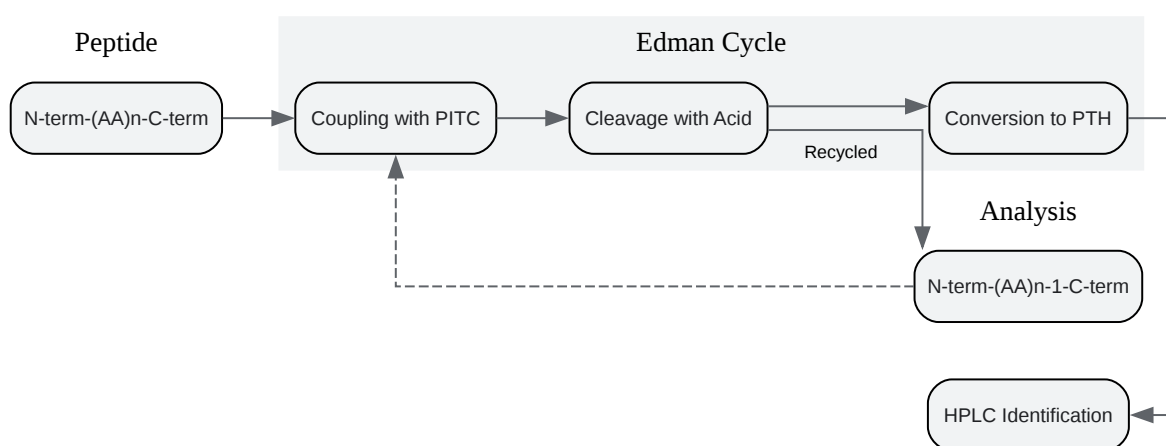 Peptide
Edman Cycle
N-term-(AA)n-C-term
Coupling with PITC
Cleavage with Acid
Conversion to PTH
Recycled
Analysis
N-term-(AA)n-1-C-term
HPLC Identification